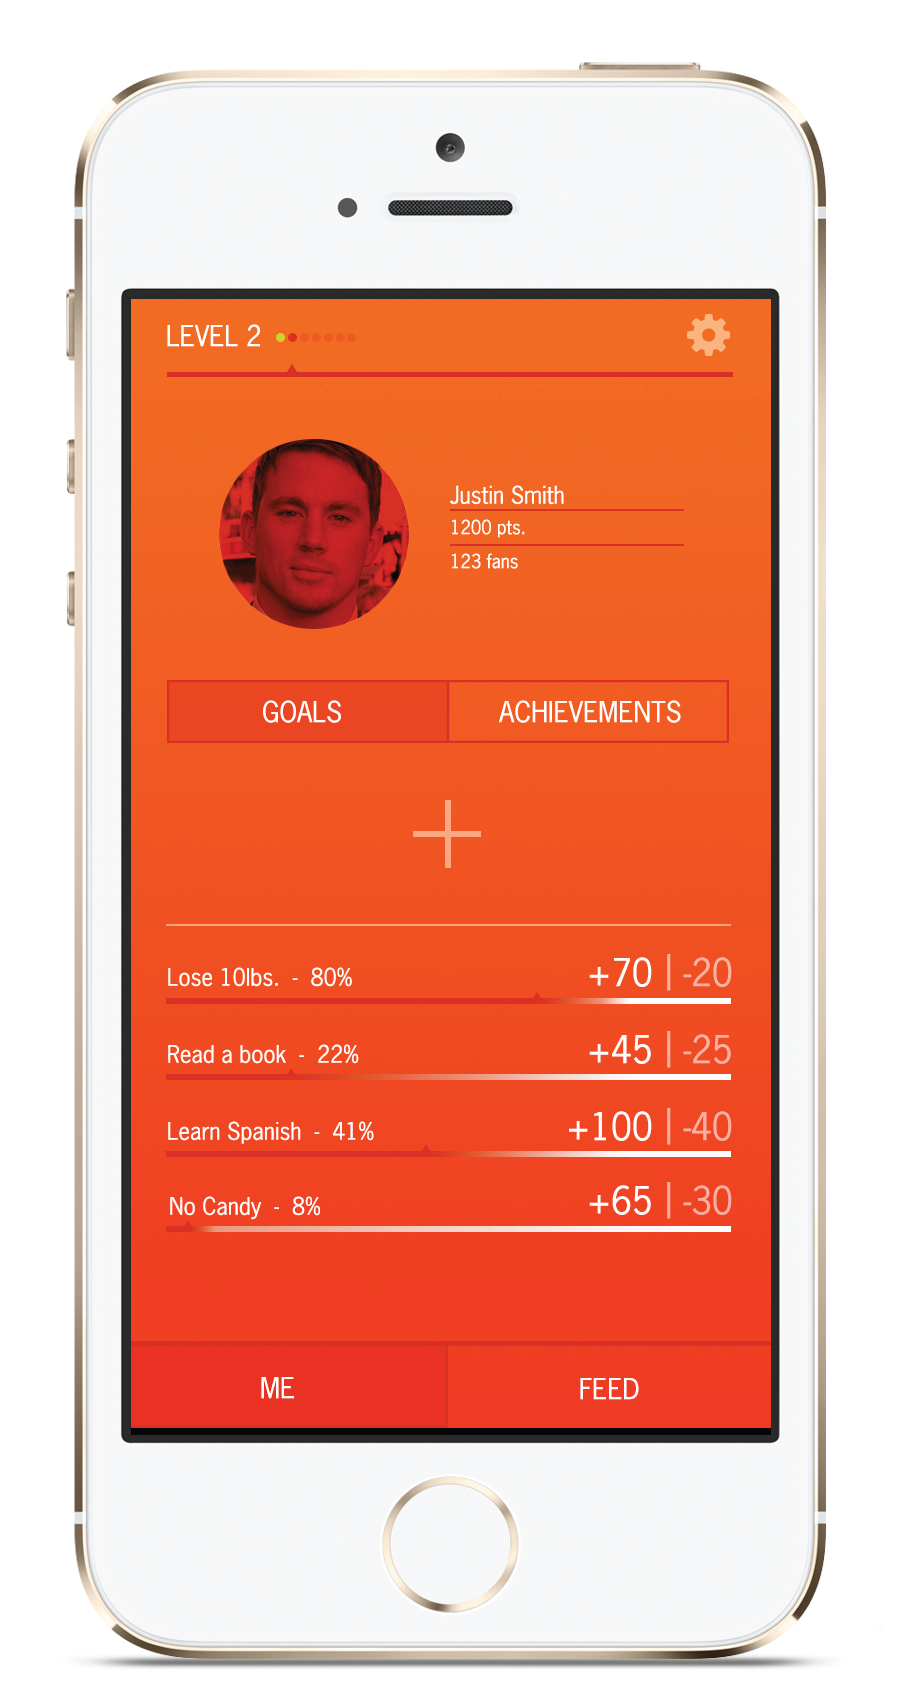 LEVEL 2
Justin Smith
1200 pts.
123 fans
GOALS ACHIEVEMENTS
Lose 10lbs. - 80% +70 | -20
Read a book - 22% +45 | -25
Learn Spanish - 41% +100 | -40
No Candy - 8% +65 | -30
ME FEED